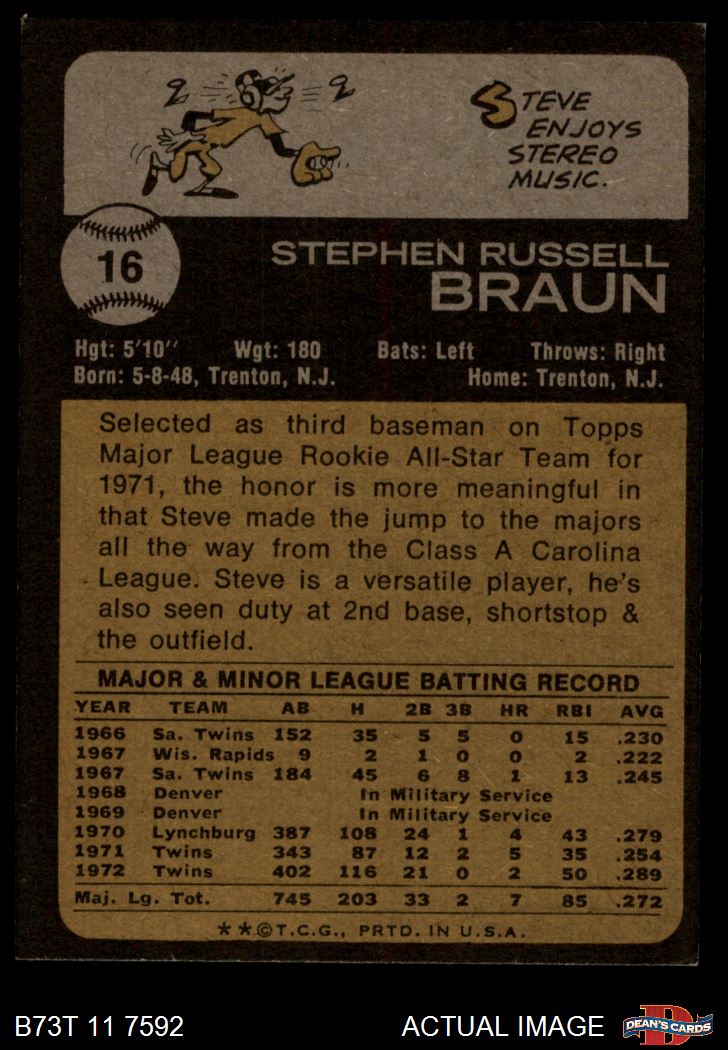 STEVE
ENJOYS
STEREO
MUSIC.
16
STEPHEN RUSSELL
BRAUN
Hgt: 5'10" Wgt: 180 Bats: Left Throws: Right
Born: 5-8-48, Trenton, N.J. Home: Trenton, N.J.
Selected as third baseman on Topps
Major League Rookie All-Star Team for
1971, the honor is more meaningful in
that Steve made the jump to the majors
all the way from the Class A Carolina
League. Steve is a versatile player, he's
also seen duty at 2nd base, shortstop &
the outfield.
MAJOR & MINOR LEAGUE BATTING RECORD
YEAR TEAM AB H 2B 3B HR RBI AVG
1966 Sa. Twins 152 35 5 5 0 15 .230
1967 Wis. Rapids 9 2 1 0 0 2 .222
1967 Sa. Twins 184 45 6 8 1 13 .245
1968 Denver In Military Service
1969 Denver In Military Service
1970 Lynchburg 387 108 24 1 4 43 .279
1971 Twins 343 87 12 2 5 35 .254
1972 Twins 402 116 21 0 2 50 .289
Maj. Lg. Tot. 745 203 33 2 7 85 .272
**©T.C.G., PRTD. IN U.S.A.
B73T 11 7592 ACTUAL IMAGE
D
DEAN'S CARDS